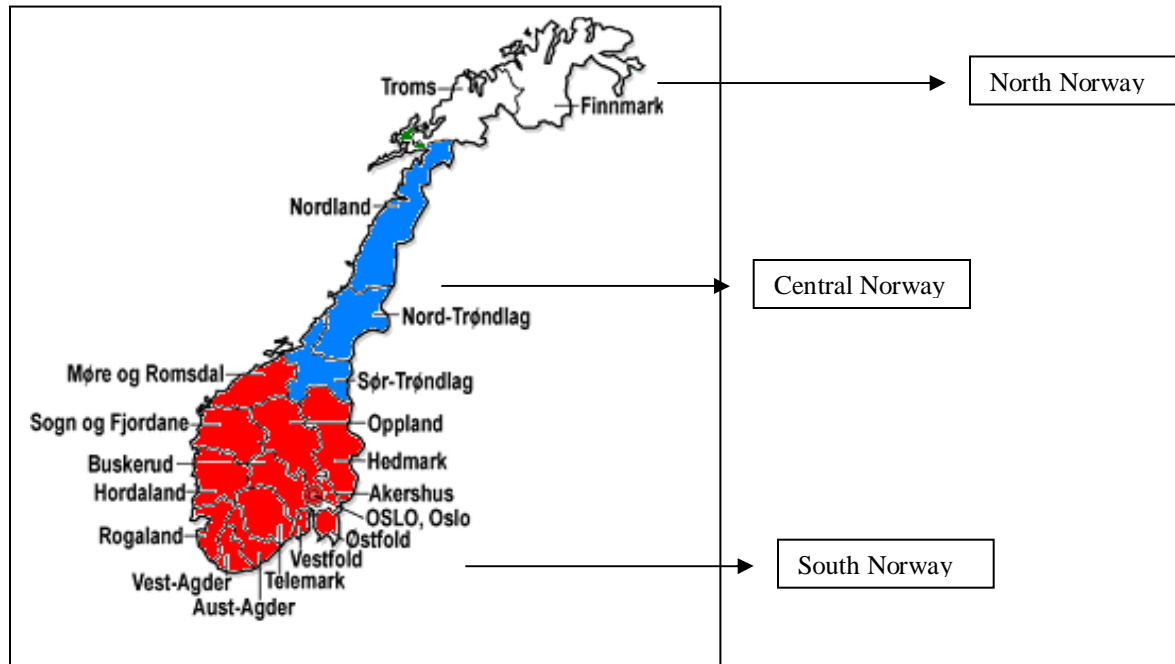 North Norway
Troms
Finnmark
Nordland
Central Norway
Nord-Trøndlag
Møre og Romsdal
Sør-Trøndlag
Sogn og Fjordane
Oppland
Buskerud
Hedmark
Hordaland
Akershus
OSLO, Oslo
Rogaland
Østfold
Vestfold
South Norway
Vest-Agder
Telemark
Aust-Agder